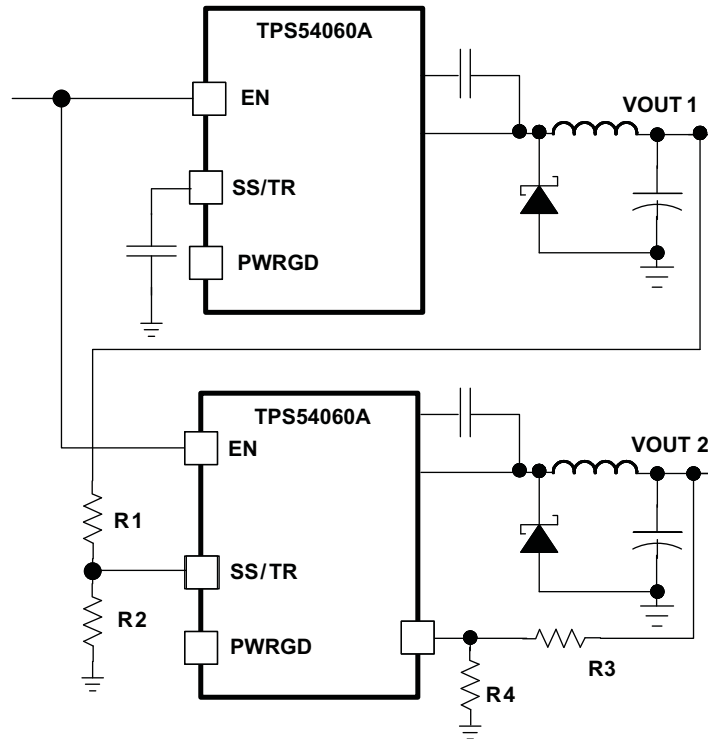 TPS54060A
EN
VOUT 1
SS/TR
PWRGD
TPS54060A
EN
VOUT 2
R1
SS/TR
R2
PWRGD
R3
R4